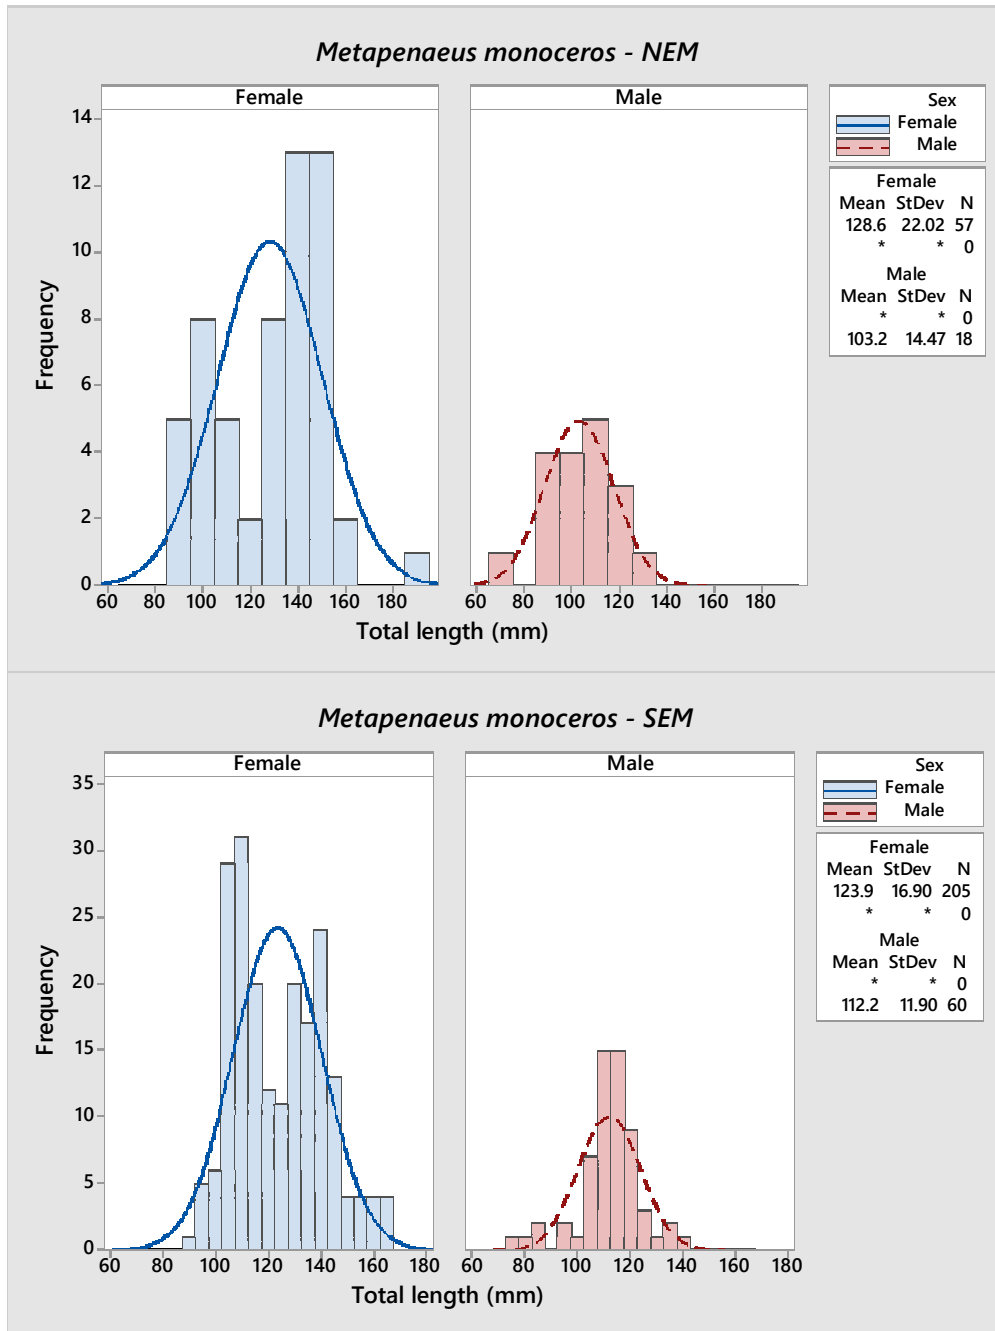 Metapenaeus monoceros - NEM
Female
Male
Sex
Female
Male
Female
Mean StDev N
128.6 22.02 57
* * 0
Male
Mean StDev N
* * 0
103.2 14.47 18
Frequency
14
12
10
8
6
4
2
0
60 80 100 120 140 160 180
60 80 100 120 140 160 180
Total length (mm)
Metapenaeus monoceros - SEM
Female
Male
Sex
Female
Male
Female
Mean StDev N
123.9 16.90 205
* * 0
Male
Mean StDev N
* * 0
112.2 11.90 60
Frequency
35
30
25
20
15
10
5
0
60 80 100 120 140 160 180
60 80 100 120 140 160 180
Total length (mm)